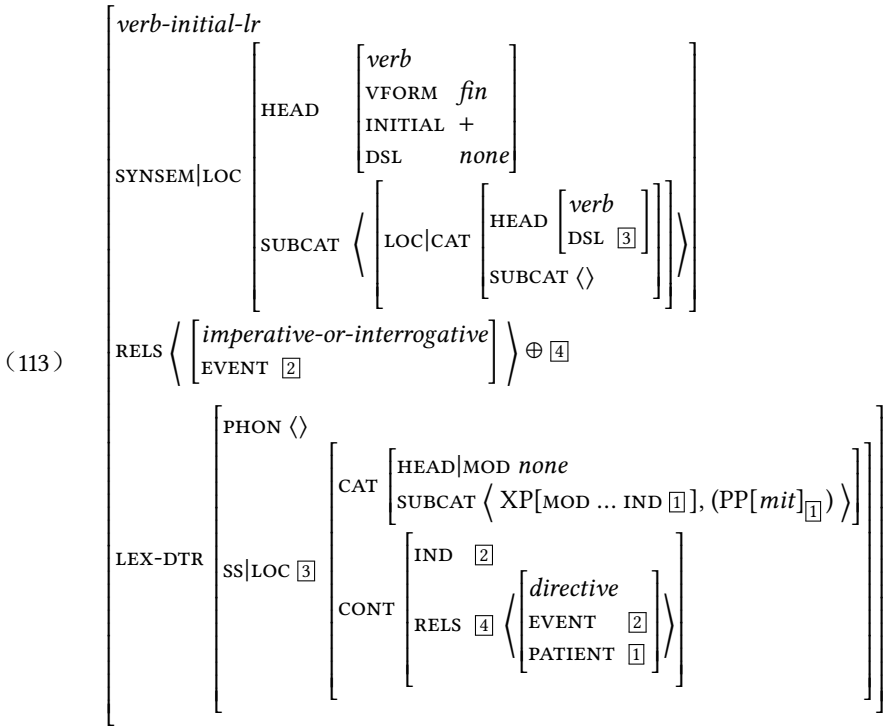 verb-initial-lr
SYNSEM|LOC
HEAD
verb
VFORM fin
INITIAL +
DSL none
SUBCAT ⟨ LOC|CAT HEAD verb
DSL 3
SUBCAT ⟨⟩ ⟩
(113)
RELS ⟨ imperative-or-interrogative
EVENT 2 ⟩ ⊕ 4
LEX-DTR
PHON ⟨⟩
SS|LOC 3
CAT
HEAD|MOD none
SUBCAT ⟨ XP[MOD ... IND 1], (PP[mit]1) ⟩
CONT
IND 2
RELS 4 ⟨ directive
EVENT 2
PATIENT 1 ⟩